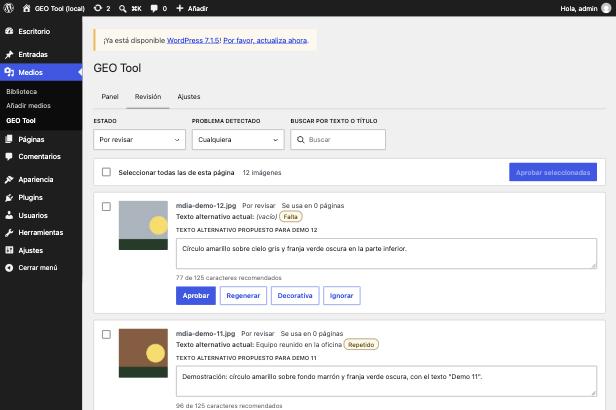 GEO Tool (local) 2 ⌘K 0 Añadir Hola, admin
Escritorio
Entradas
Medios
Biblioteca
Añadir medios
GEO Tool
Páginas
Comentarios
Apariencia
Plugins
Usuarios
Herramientas
Ajustes
Cerrar menú
¡Ya está disponible WordPress 7.1.5! Por favor, actualiza ahora.
GEO Tool
Panel Revisión Ajustes
ESTADO PROBLEMA DETECTADO BUSCAR POR TEXTO O TÍTULO
Por revisar Cualquiera Buscar
Seleccionar todas las de esta página 12 imágenes Aprobar seleccionadas
mdia-demo-12.jpg Por revisar Se usa en 0 páginas
Texto alternativo actual: (vacío) Falta
TEXTO ALTERNATIVO PROPUESTO PARA DEMO 12
Círculo amarillo sobre cielo gris y franja verde oscura en la parte inferior.
77 de 125 caracteres recomendados
Aprobar Regenerar Decorativa Ignorar
mdia-demo-11.jpg Por revisar Se usa en 0 páginas
Texto alternativo actual: Equipo reunido en la oficina Repetido
TEXTO ALTERNATIVO PROPUESTO PARA DEMO 11
Demostración: círculo amarillo sobre fondo marrón y franja verde oscura, con el texto "Demo 11".
96 de 125 caracteres recomendados